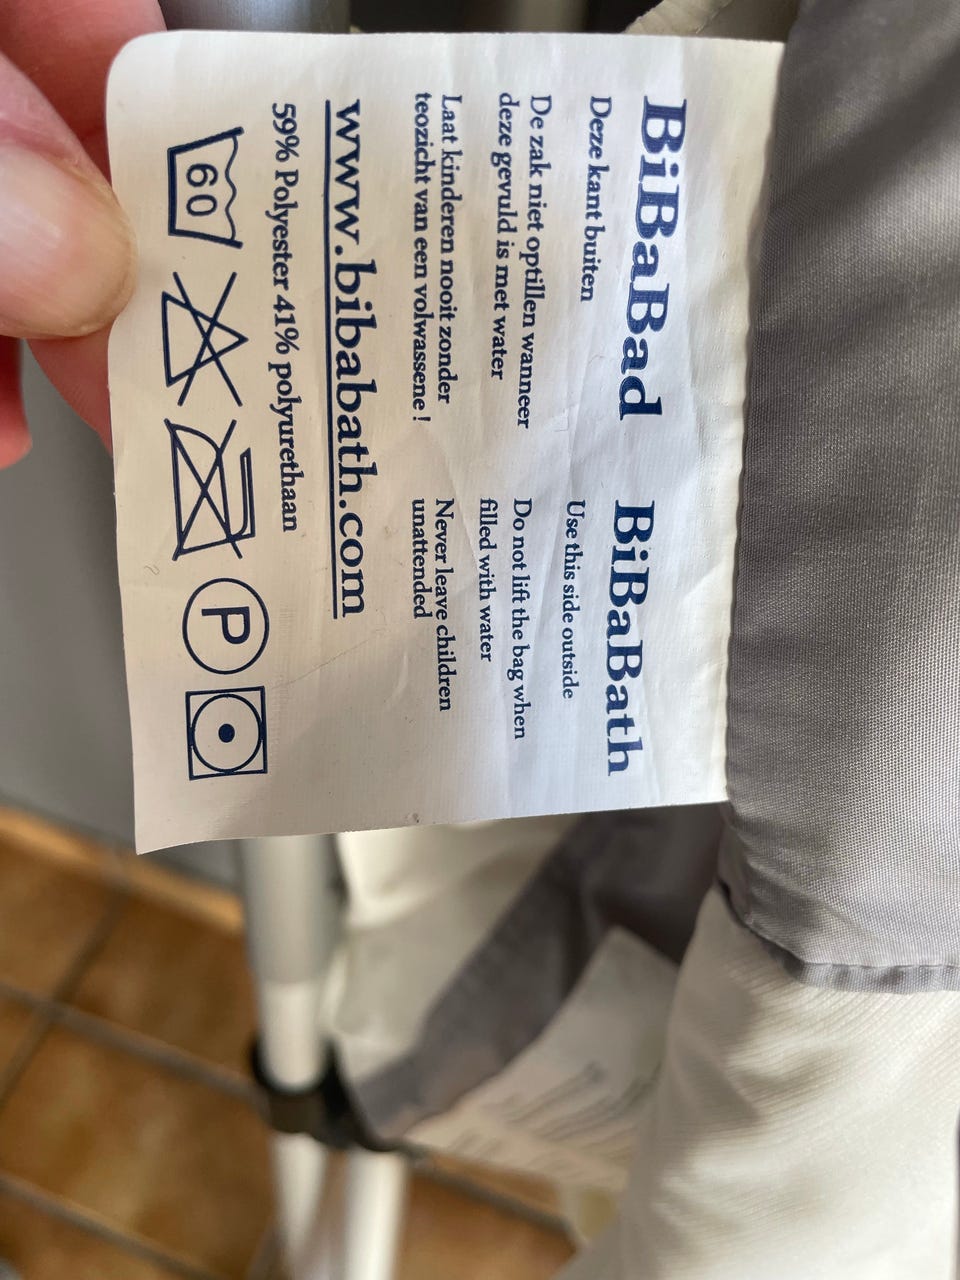 BiBaBad
Deze kant buiten
De zak niet optillen wanneer
deze gevuld is met water
Laat kinderen nooit zonder
teozicht van een volwassene !
BiBaBath
Use this side outside
Do not lift the bag when
filled with water
Never leave children
unattended
www.bibabath.com
59% Polyester 41% polyurethaan
60
P